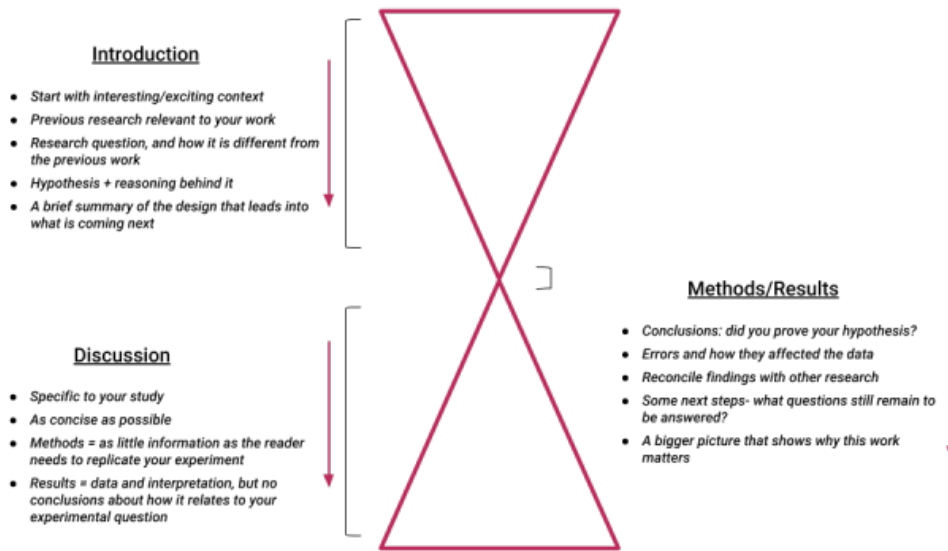 Introduction
● Start with interesting/exciting context
● Previous research relevant to your work
● Research question, and how it is different from
the previous work
● Hypothesis + reasoning behind it
● A brief summary of the design that leads into
what is coming next
Discussion
● Specific to your study
● As concise as possible
● Methods = as little information as the reader
needs to replicate your experiment
● Results = data and interpretation, but no
conclusions about how it relates to your
experimental question
Methods/Results
● Conclusions: did you prove your hypothesis?
● Errors and how they affected the data
● Reconcile findings with other research
● Some next steps- what questions still remain to
be answered?
● A bigger picture that shows why this work
matters